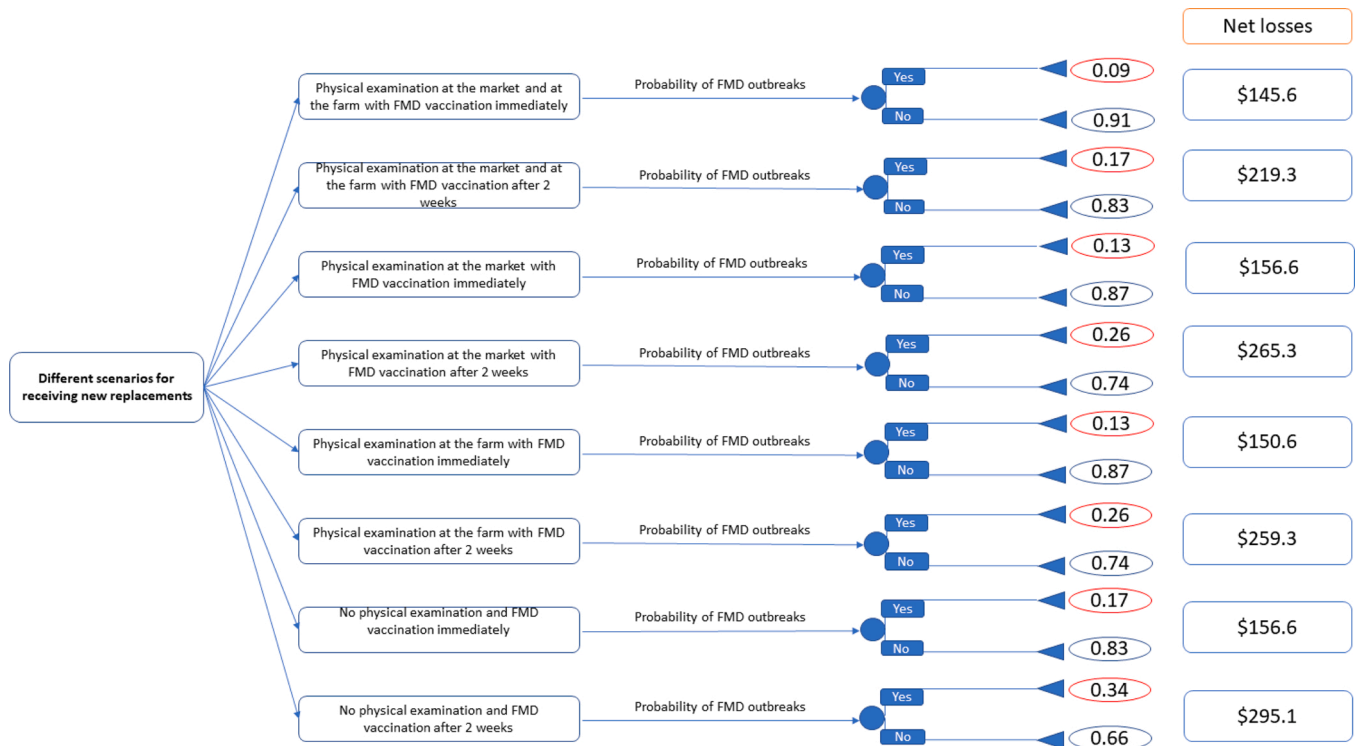 Net losses
Physical examination at the market and at
the farm with FMD vaccination immediately
Probability of FMD outbreaks
Yes
0.09
No
0.91
$145.6
Physical examination at the market and at
the farm with FMD vaccination after 2
weeks
Probability of FMD outbreaks
Yes
0.17
No
0.83
$219.3
Physical examination at the market with
FMD vaccination immediately
Probability of FMD outbreaks
Yes
0.13
No
0.87
$156.6
Physical examination at the market with
FMD vaccination after 2 weeks
Probability of FMD outbreaks
Yes
0.26
No
0.74
$265.3
Different scenarios for
receiving new replacements
Physical examination at the farm with FMD
vaccination immediately
Probability of FMD outbreaks
Yes
0.13
No
0.87
$150.6
Physical examination at the farm with FMD
vaccination after 2 weeks
Probability of FMD outbreaks
Yes
0.26
No
0.74
$259.3
No physical examination and FMD
vaccination immediately
Probability of FMD outbreaks
Yes
0.17
No
0.83
$156.6
No physical examination and FMD
vaccination after 2 weeks
Probability of FMD outbreaks
Yes
0.34
No
0.66
$295.1